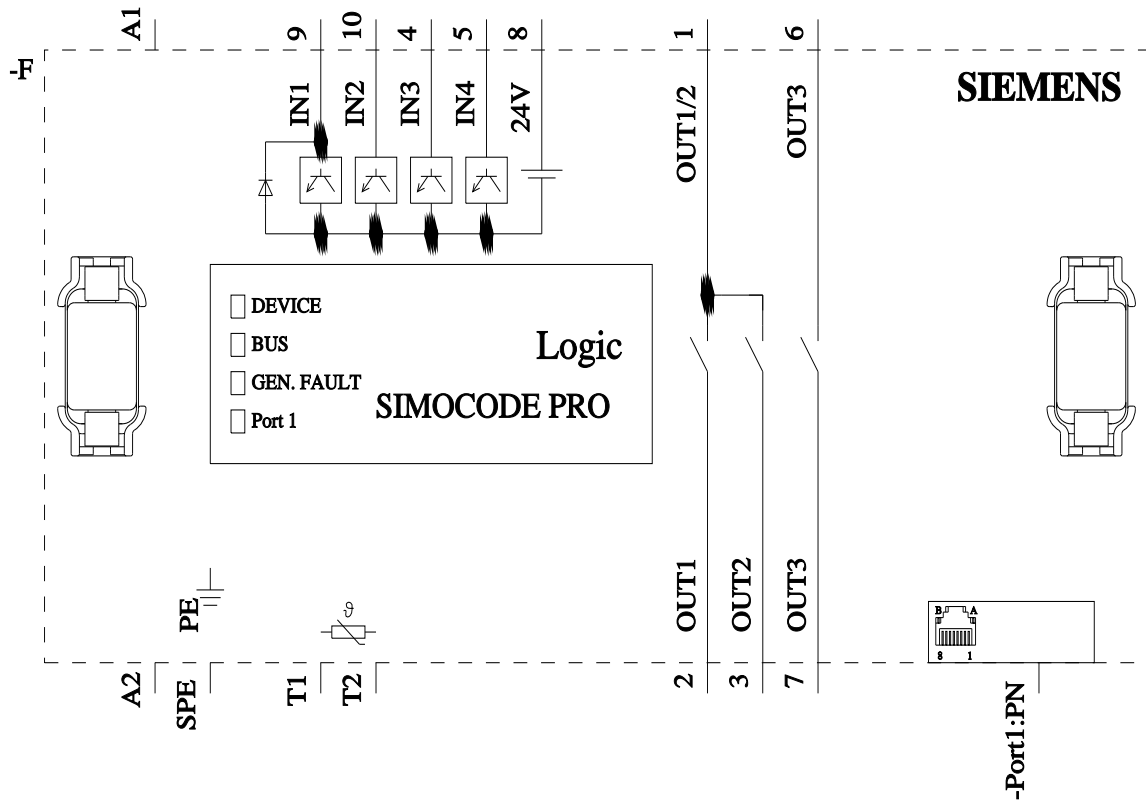 A1
9
10
4
5
8
1
6
-F
SIEMENS
IN1
IN2
IN3
IN4
24V
OUT1/2
OUT3
DEVICE
BUS
GEN. FAULT
Port 1
Logic
SIMOCODE PRO
PE
ϑ
OUT1
OUT2
OUT3
B A
8 1
A2
SPE
T1
T2
2
3
7
-Port1:PN